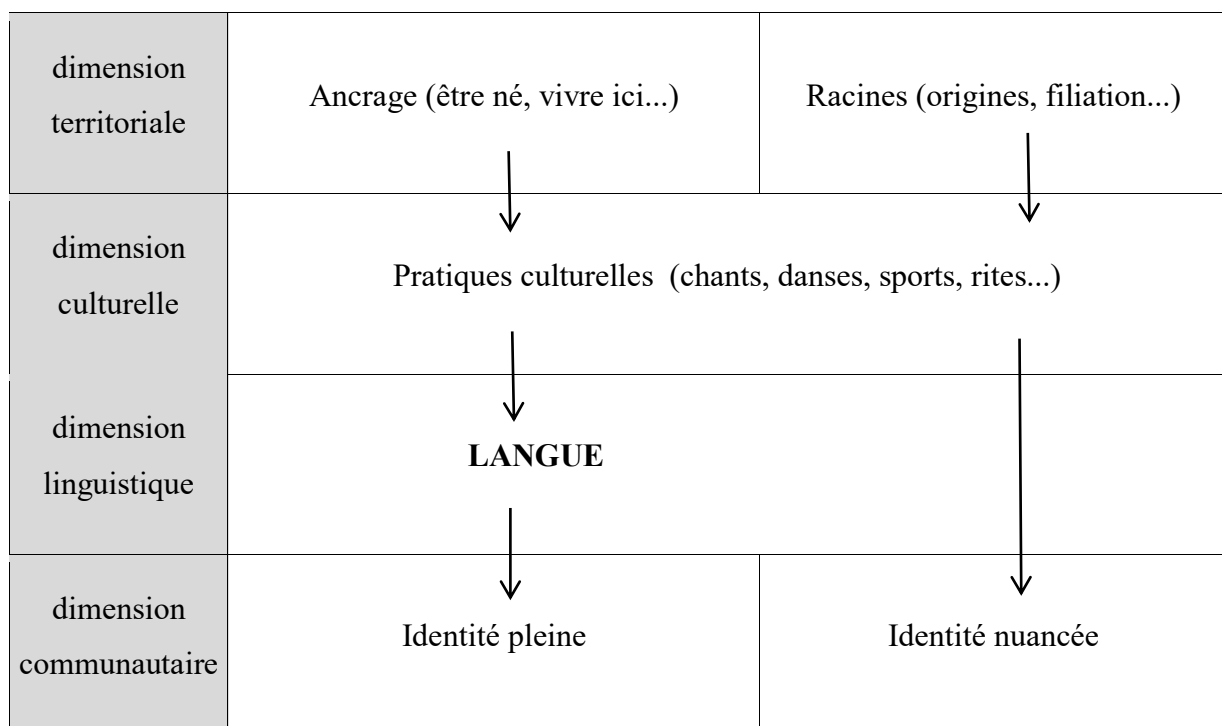 dimension
territoriale
Ancrage (être né, vivre ici...)
Racines (origines, filiation...)
dimension
culturelle
Pratiques culturelles (chants, danses, sports, rites...)
dimension
linguistique
LANGUE
dimension
communautaire
Identité pleine
Identité nuancée